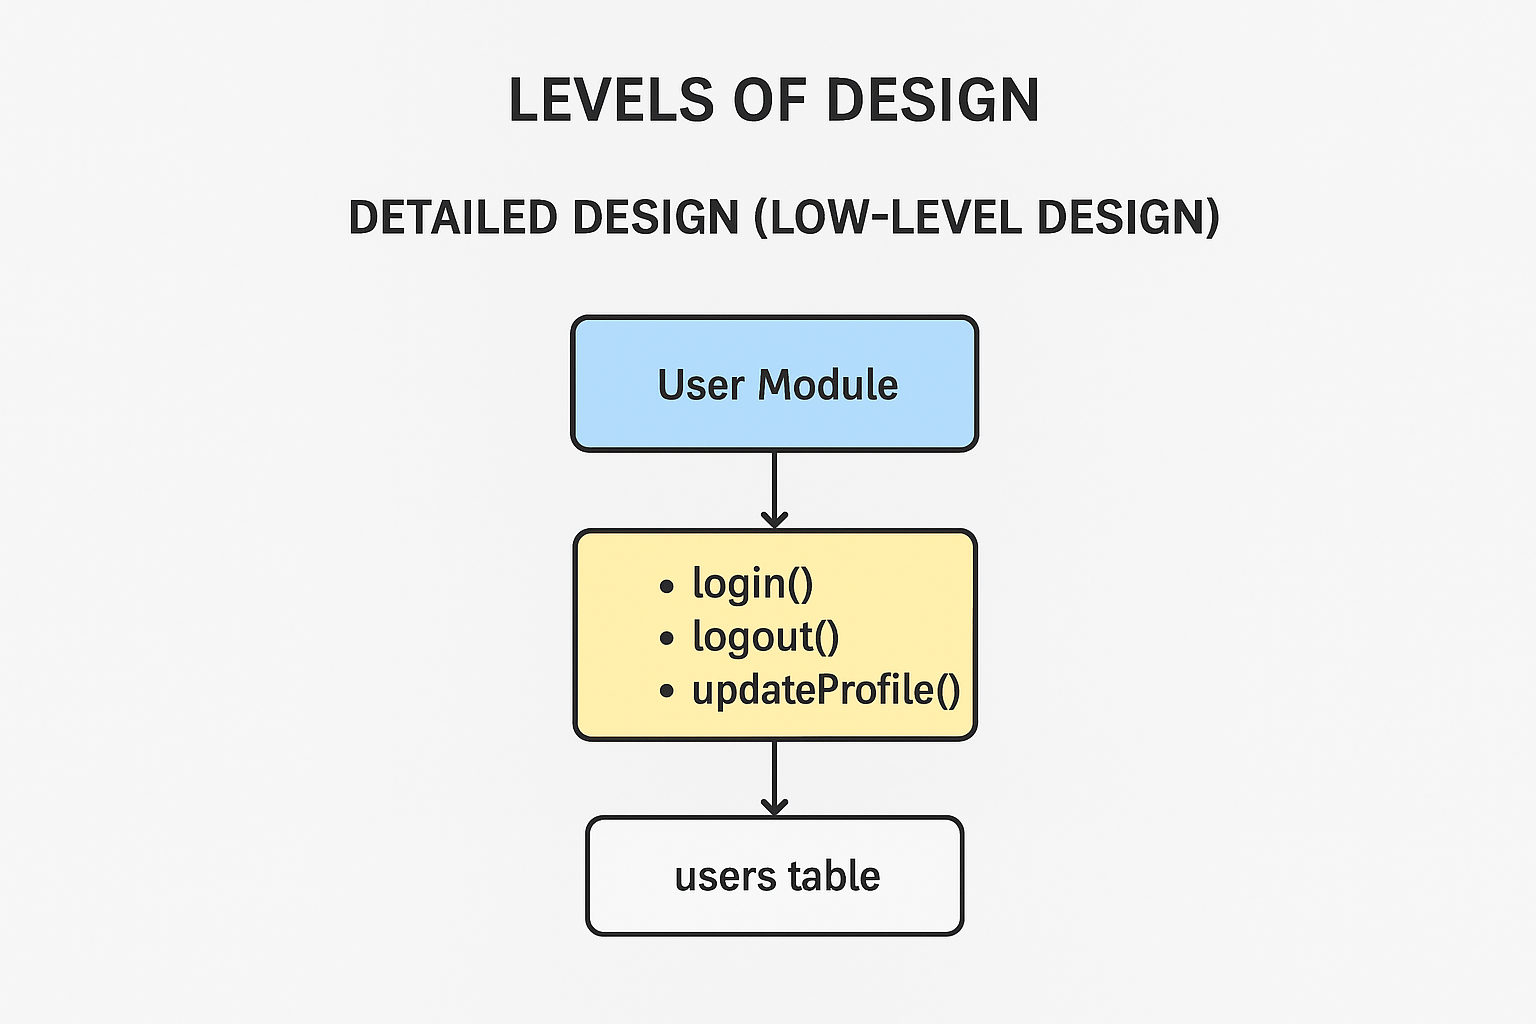 LEVELS OF DESIGN
DETAILED DESIGN (LOW-LEVEL DESIGN)
User Module
• login()
• logout()
• updateProfile()
users table